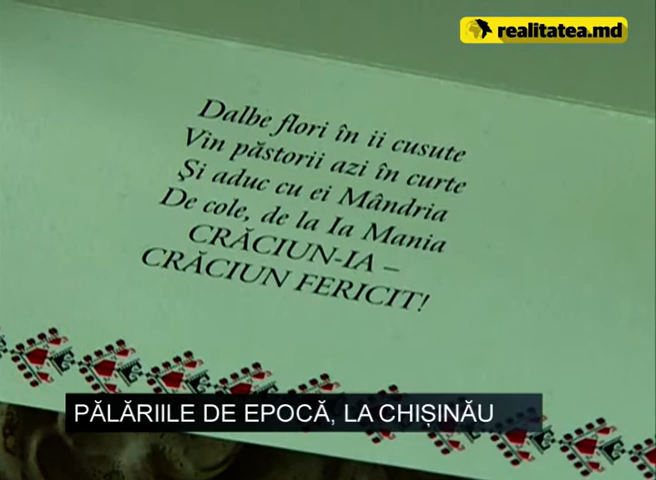 realitatea.md
Dalbe flori în ii cusute
Vin păstorii azi în curte
Și aduc cu ei Mândria
De cole, de la Ia Mania
CRĂCIUN-IA –
CRĂCIUN FERICIT!
PĂLĂRIILE DE EPOCĂ, LA CHIȘINĂU